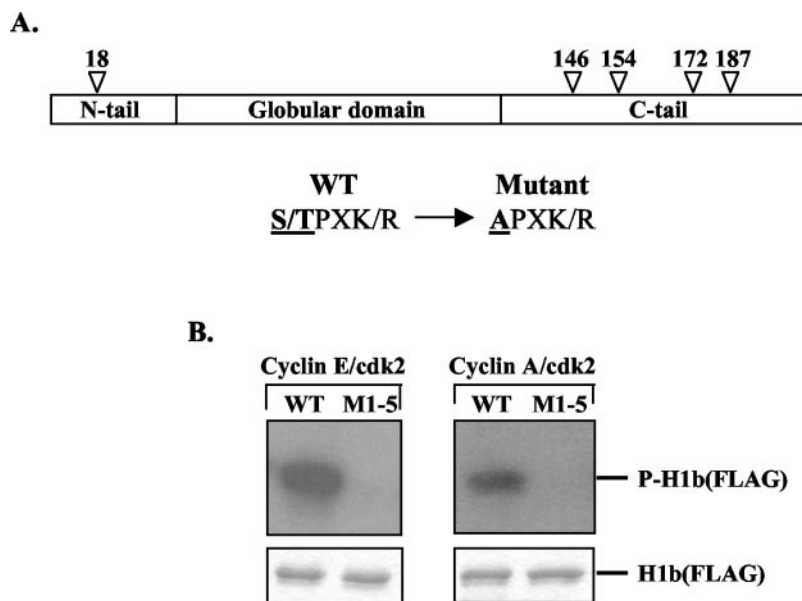 A.
18 146 154 172 187
N-tail Globular domain C-tail
WT Mutant
S/TPXK/R APXK/R
B.
Cyclin E/cdk2 Cyclin A/cdk2
WT M1-5 WT M1-5
P-H1b(FLAG)
H1b(FLAG)